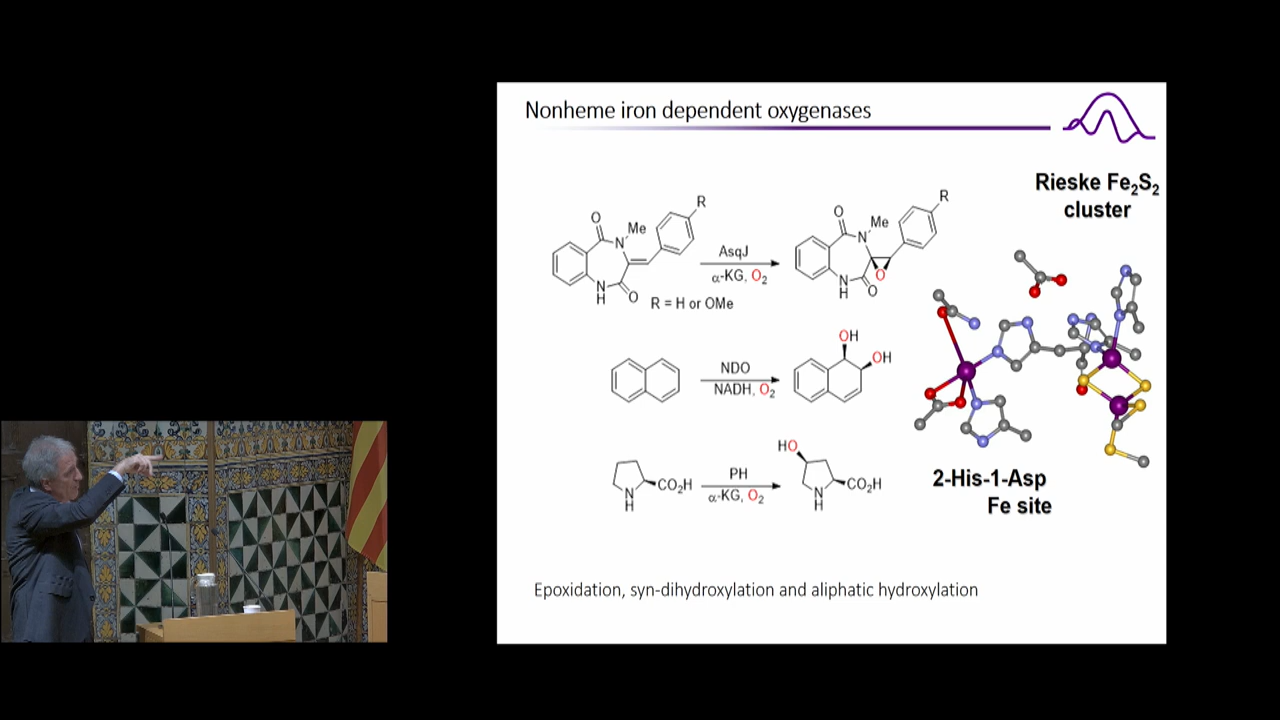 Nonheme iron dependent oxygenases
Rieske Fe₂S₂
cluster
R
O
Me
N
N
H
O
AsqJ
α-KG, O₂
R = H or OMe
R
O
Me
N
NH
O
O
NDO
NADH, O₂
OH
OH
N
H
CO₂H
PH
α-KG, O₂
HO
N
H
CO₂H
2-His-1-Asp
Fe site
Epoxidation, syn-dihydroxylation and aliphatic hydroxylation